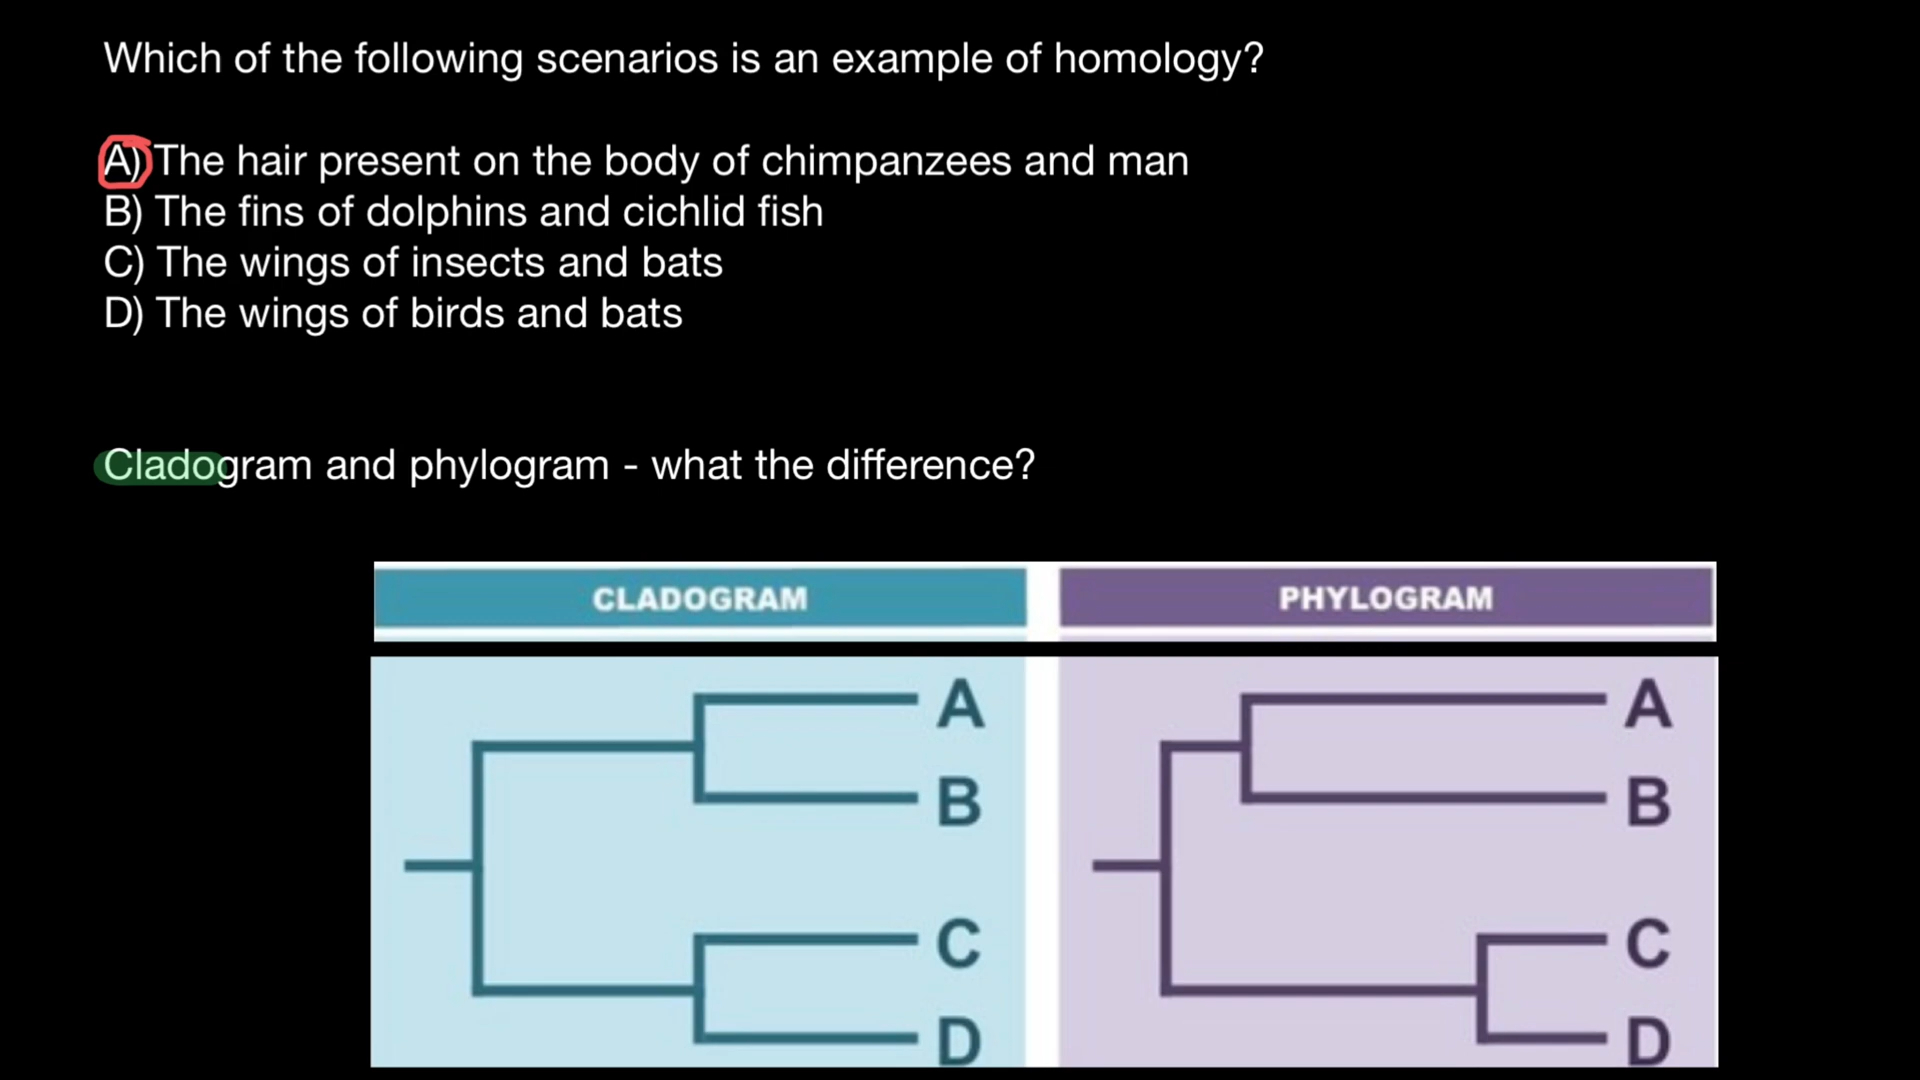 Which of the following scenarios is an example of homology?
A) The hair present on the body of chimpanzees and man
B) The fins of dolphins and cichlid fish
C) The wings of insects and bats
D) The wings of birds and bats
Cladogram and phylogram - what the difference?
CLADOGRAM
PHYLOGRAM
A
B
C
D
A
B
C
D